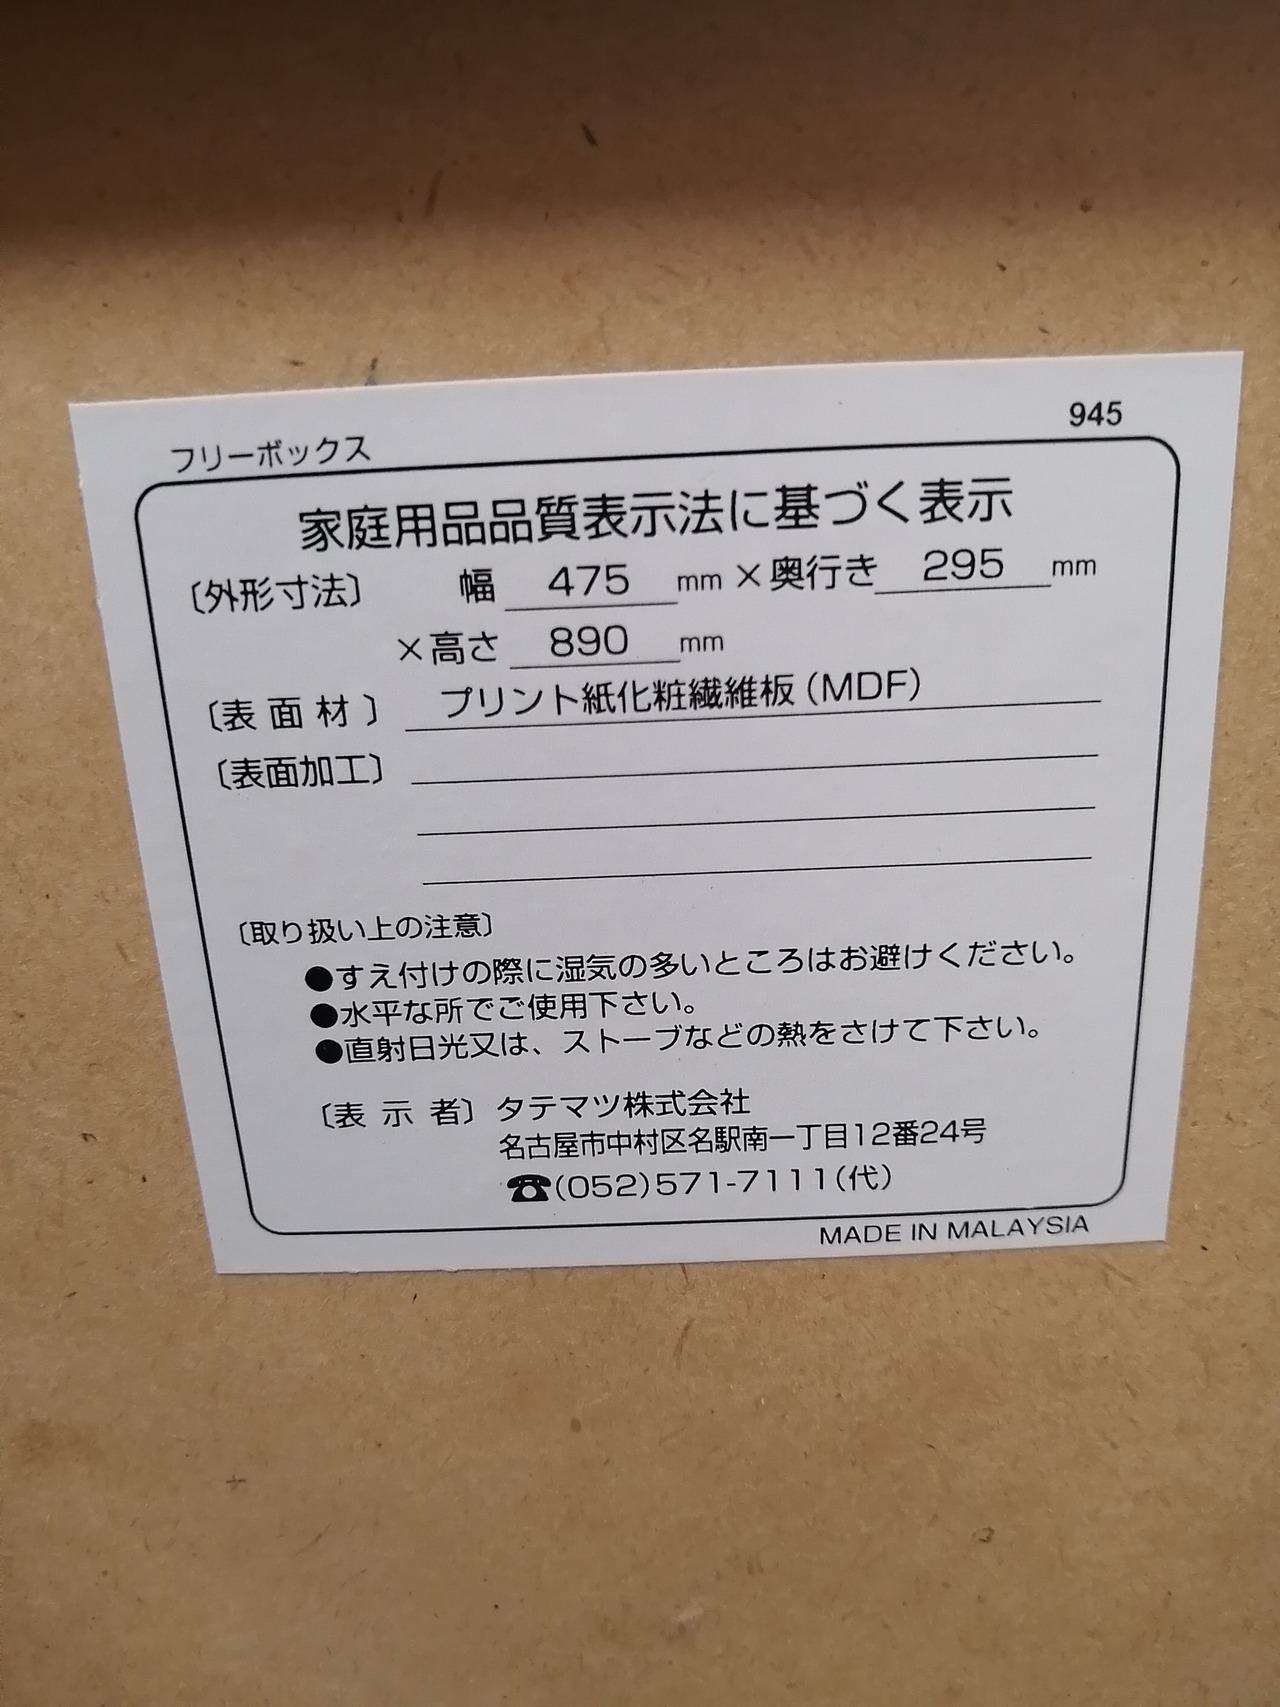 フリーボックス 945
家庭用品品質表示法に基づく表示
〔外形寸法〕 幅 475 mm × 奥行き 295 mm
×高さ 890 mm
〔表面材〕 プリント紙化粧繊維板(MDF)
〔表面加工〕
〔取り扱い上の注意〕
●すえ付けの際に湿気の多いところはお避けください。
●水平な所でご使用下さい。
●直射日光又は、ストーブなどの熱をさけて下さい。
〔表示者〕 タテマツ株式会社
名古屋市中村区名駅南一丁目12番24号
☎(052)571-7111(代)
MADE IN MALAYSIA